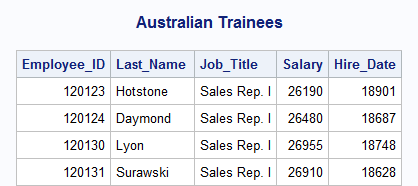 Australian Trainees
Employee_ID Last_Name Job_Title Salary Hire_Date
120123 Hotstone Sales Rep. I 26190 18901
120124 Daymond Sales Rep. I 26480 18687
120130 Lyon Sales Rep. I 26955 18748
120131 Surawski Sales Rep. I 26910 18628